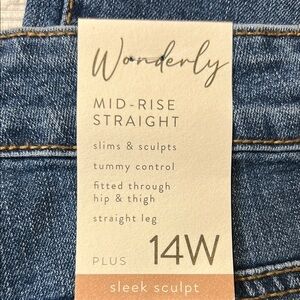 Wonderly
MID-RISE
STRAIGHT
slims & sculpts
tummy control
fitted through
hip & thigh
straight leg
PLUS 14W
sleek sculpt